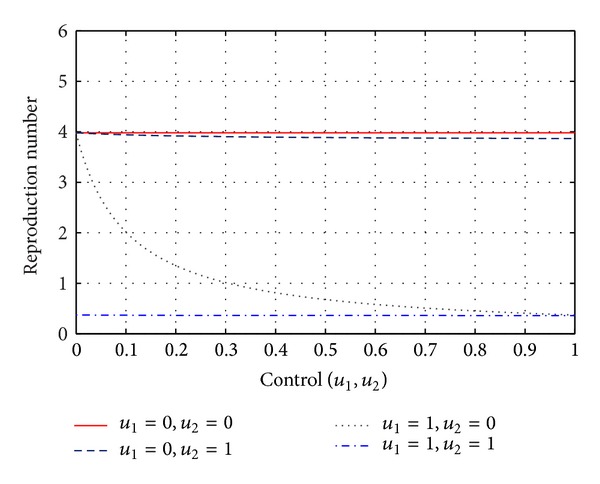 Reproduction number
6
5
4
3
2
1
0
0 0.1 0.2 0.3 0.4 0.5 0.6 0.7 0.8 0.9 1
Control (u₁, u₂)
u₁ = 0, u₂ = 0
u₁ = 0, u₂ = 1
u₁ = 1, u₂ = 0
u₁ = 1, u₂ = 1